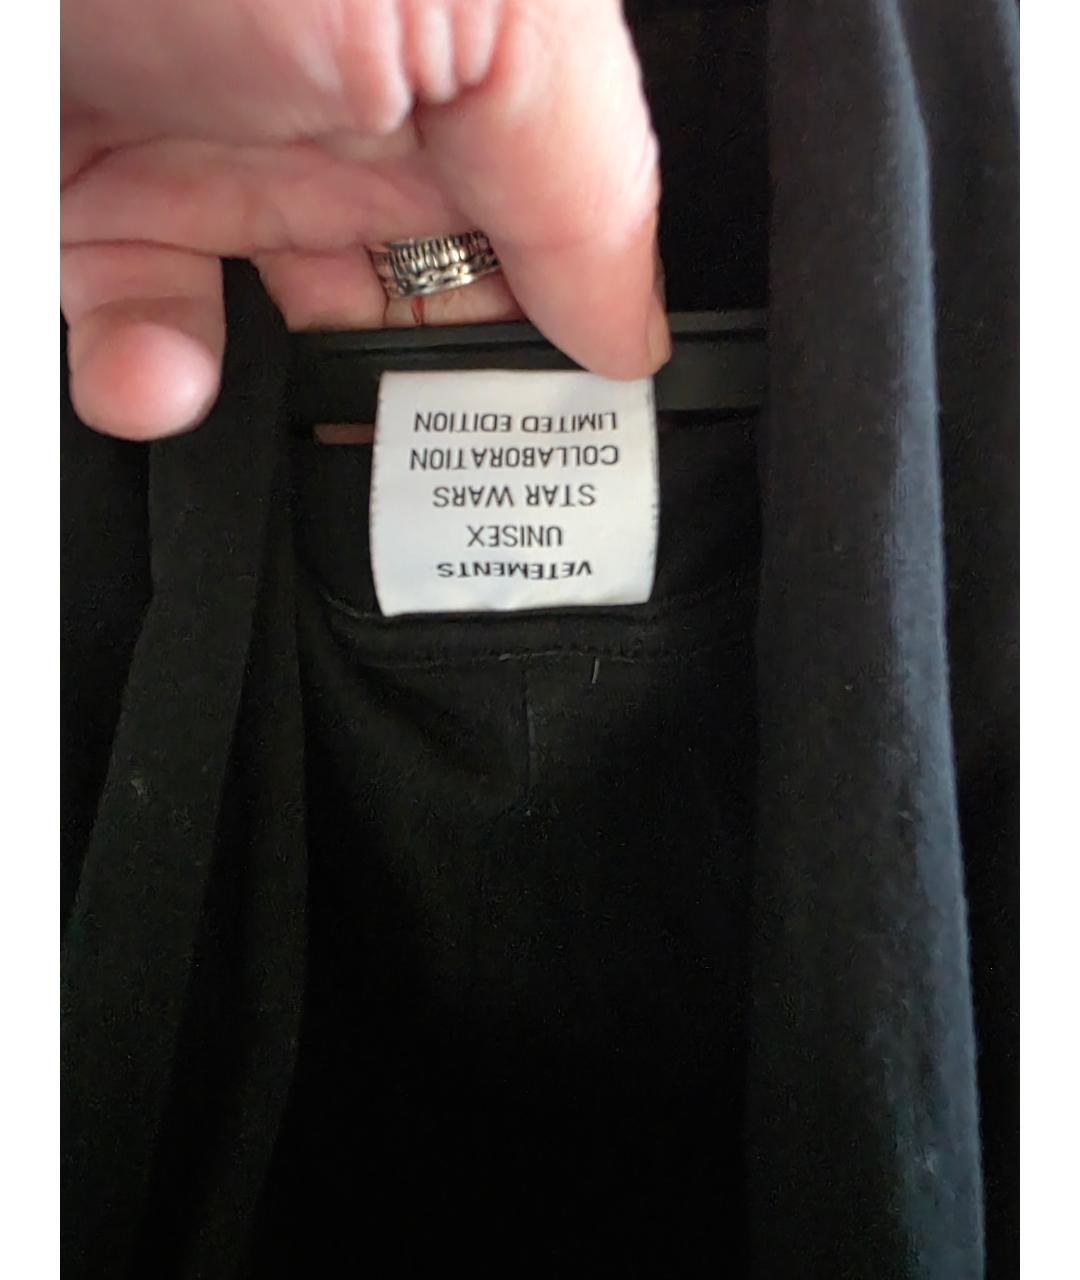 VETEMENTS
UNISEX
STAR WARS
COLLABORATION
LIMITED EDITION